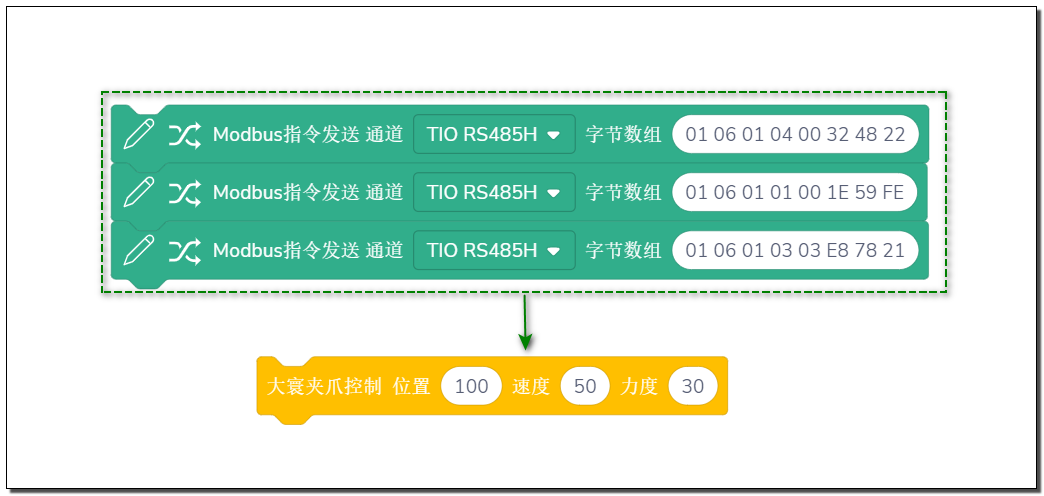 Modbus指令发送 通道 TIO RS485H 字节数组 01 06 01 04 00 32 48 22
Modbus指令发送 通道 TIO RS485H 字节数组 01 06 01 01 00 1E 59 FE
Modbus指令发送 通道 TIO RS485H 字节数组 01 06 01 03 03 E8 78 21
大寰夹爪控制 位置 100 速度 50 力度 30